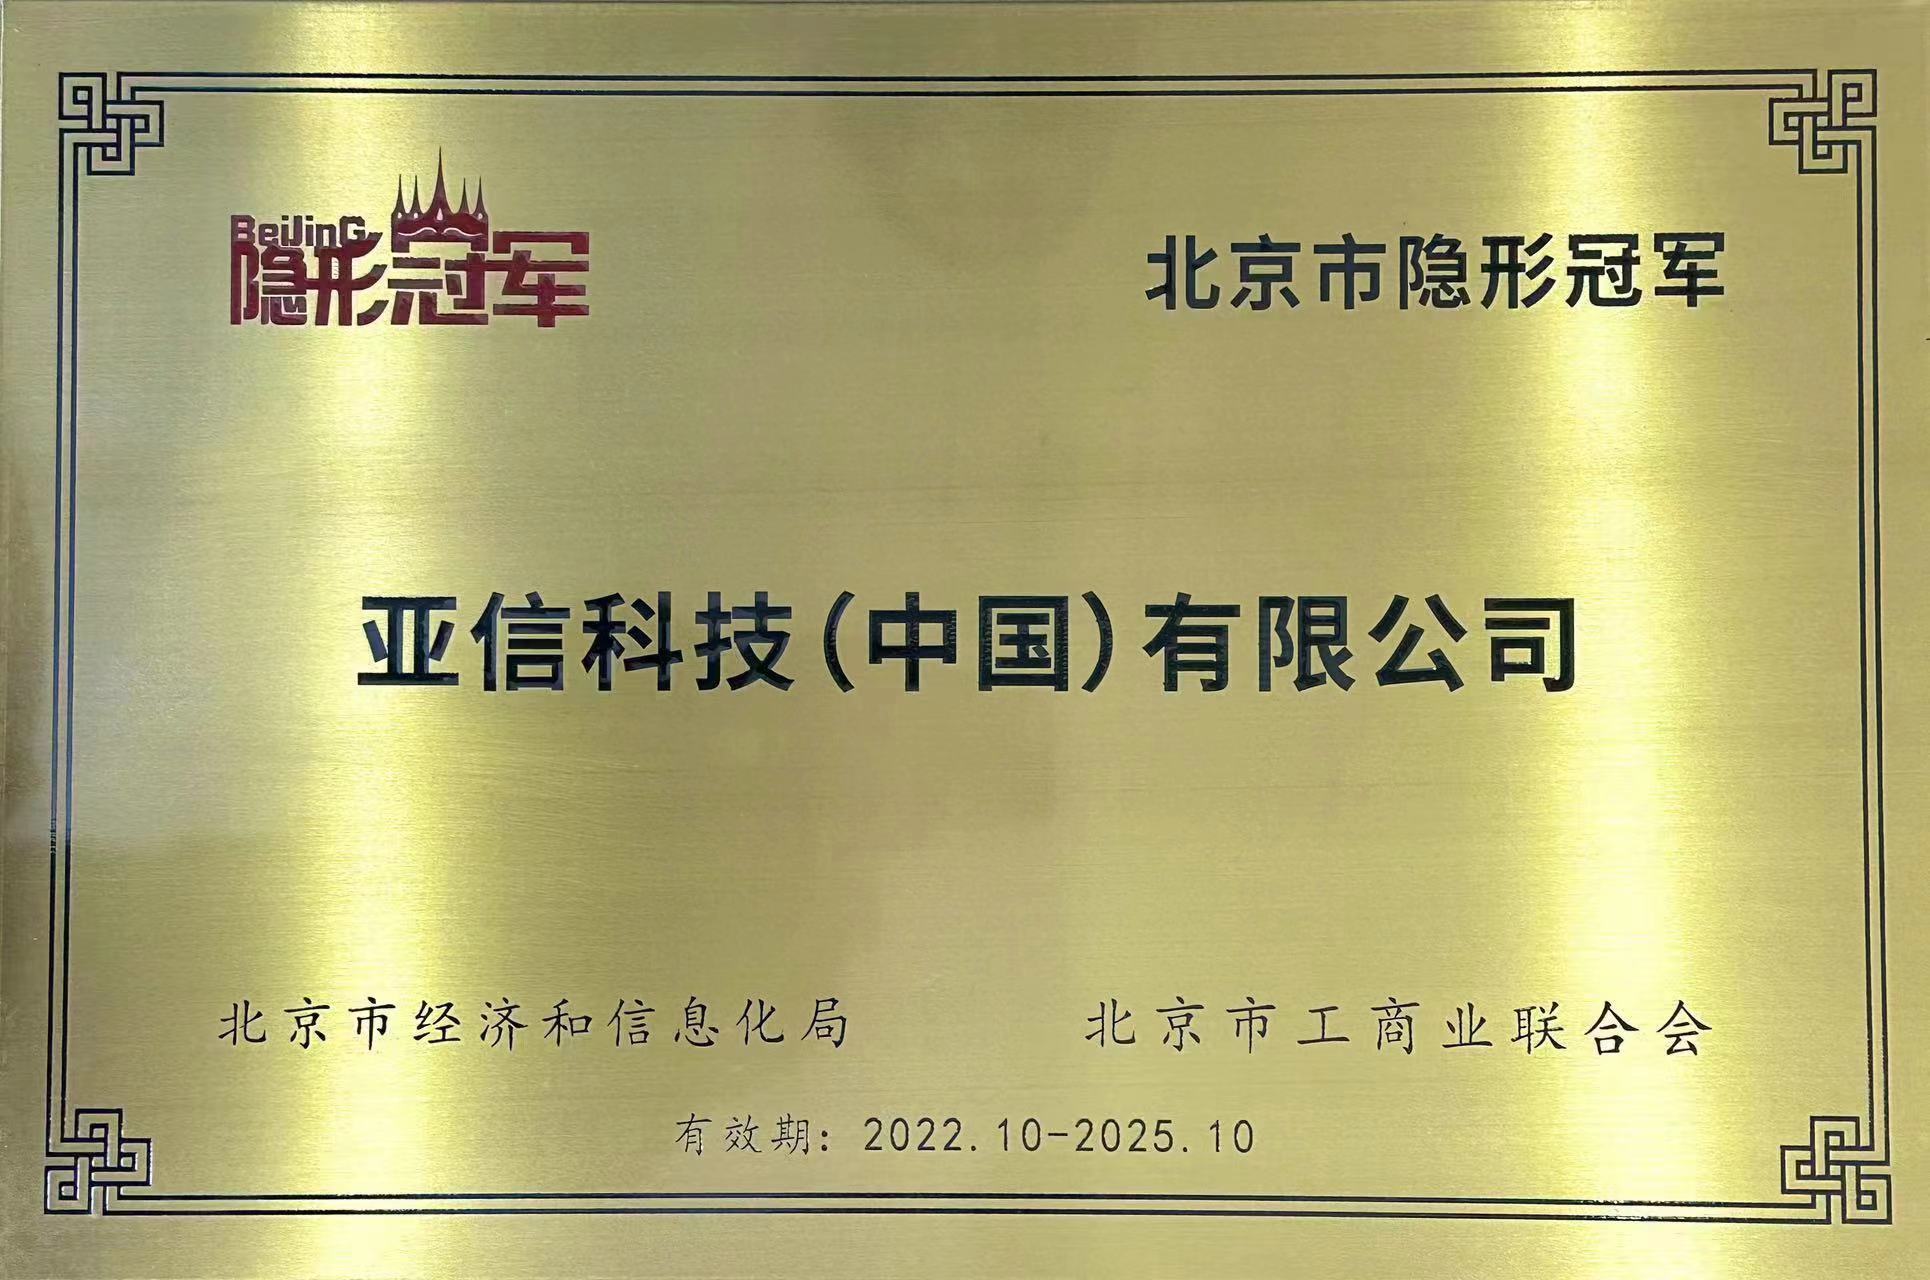 BeiJinG
隐形冠军
北京市隐形冠军
亚信科技(中国)有限公司
北京市经济和信息化局
北京市工商业联合会
有效期: 2022.10-2025.10